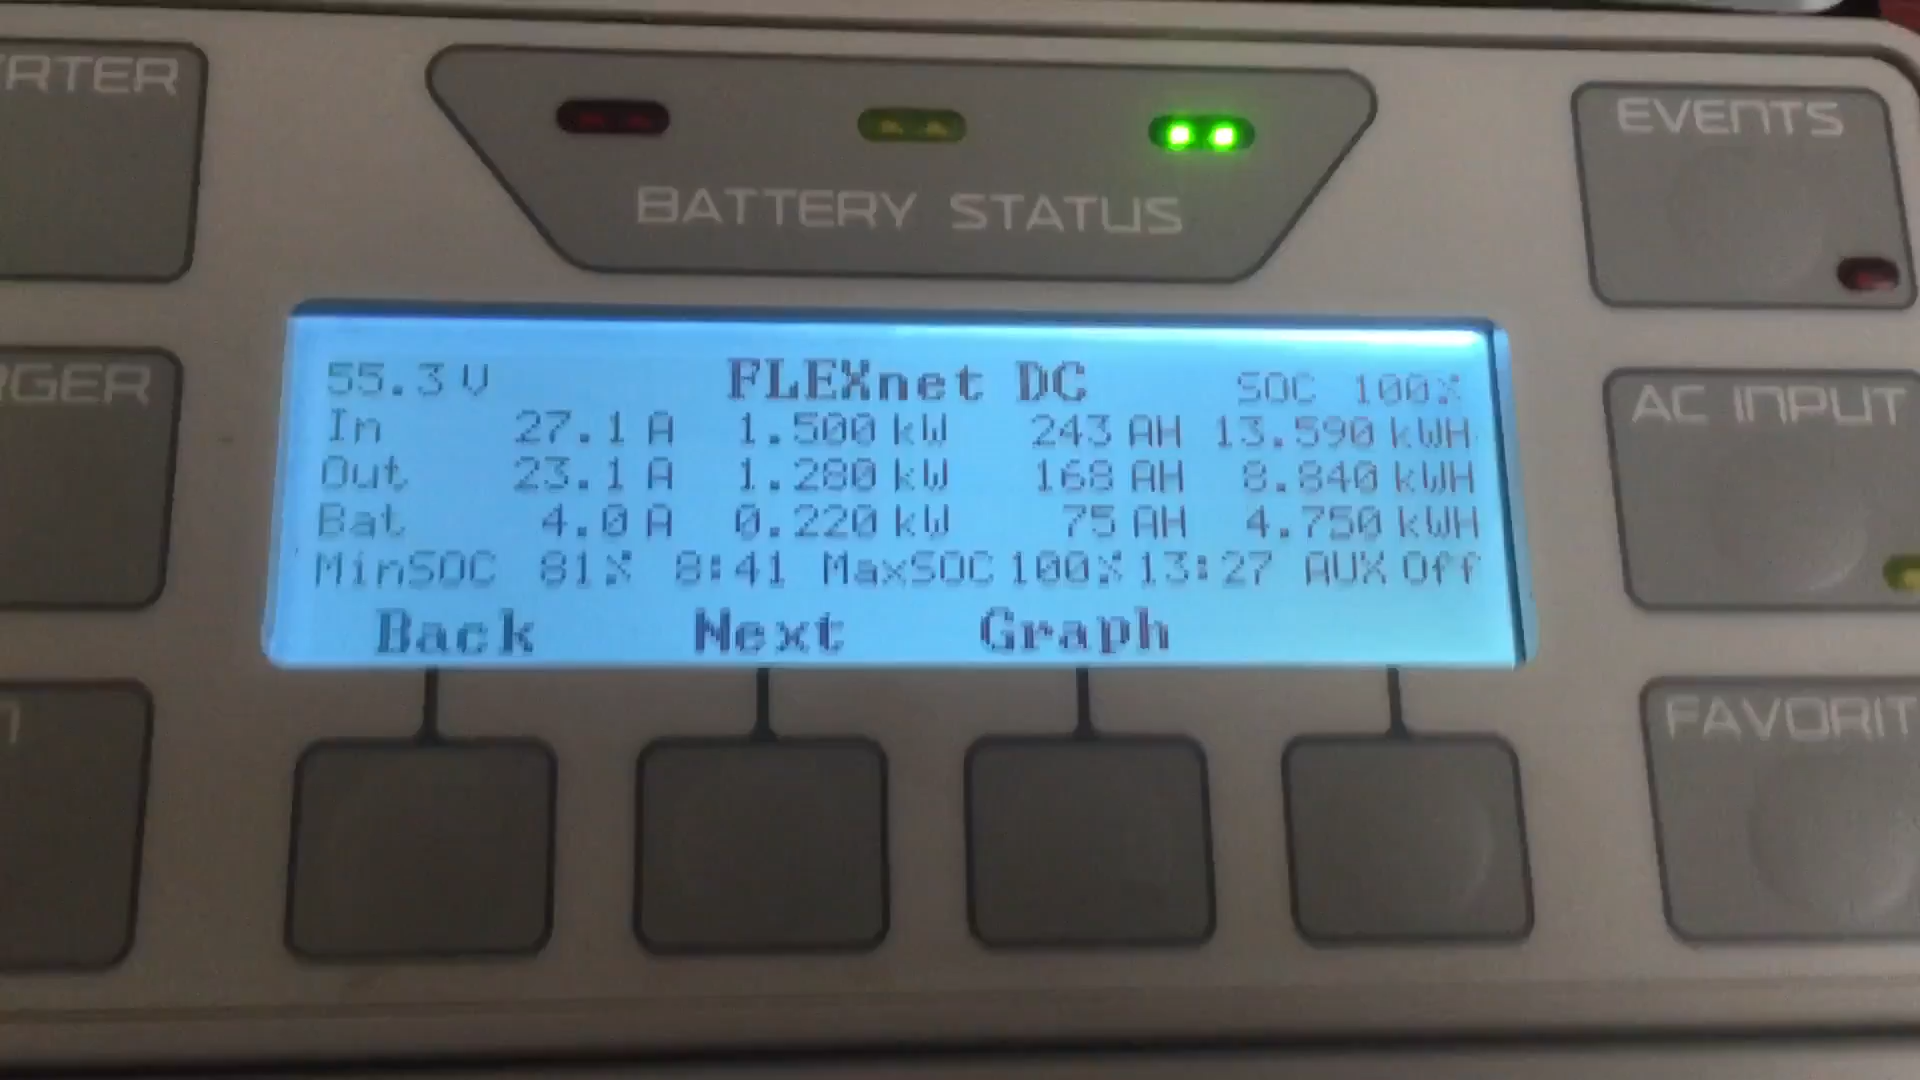 RTER
BATTERY STATUS
EVENTS
RGER
AC INPUT
55.3 V FLEXnet DC SOC 100%
In 27.1 A 1.500 kW 243 AH 13.590 kWH
Out 23.1 A 1.280 kW 168 AH 8.840 kWH
Bat 4.0 A 0.220 kW 75 AH 4.750 kWH
MinSOC 81% 8:41 MaxSOC 100% 13:27 AUX Off
Back Next Graph
FAVORIT